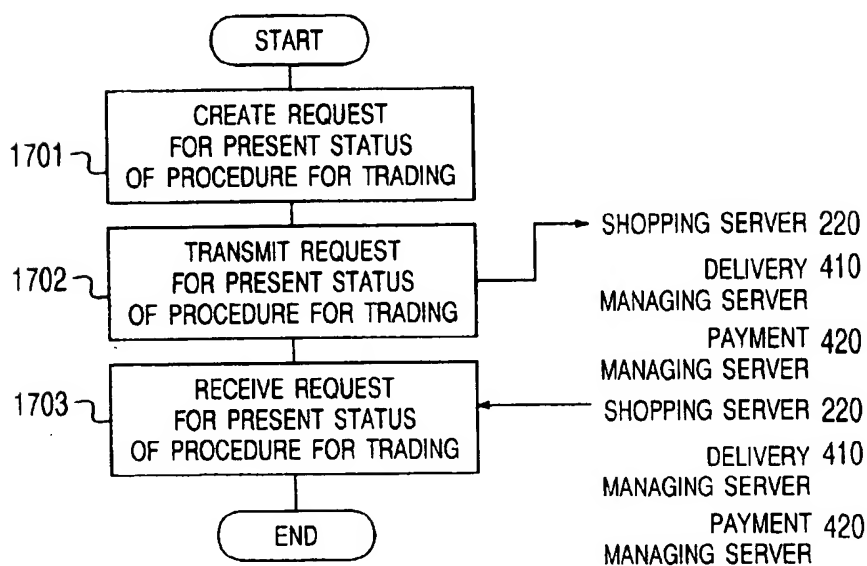 START
CREATE REQUEST
FOR PRESENT STATUS
OF PROCEDURE FOR TRADING
1701
TRANSMIT REQUEST
FOR PRESENT STATUS
OF PROCEDURE FOR TRADING
1702
SHOPPING SERVER 220
DELIVERY 410
MANAGING SERVER
PAYMENT 420
MANAGING SERVER
RECEIVE REQUEST
FOR PRESENT STATUS
OF PROCEDURE FOR TRADING
1703
SHOPPING SERVER 220
DELIVERY 410
MANAGING SERVER
PAYMENT 420
MANAGING SERVER
END